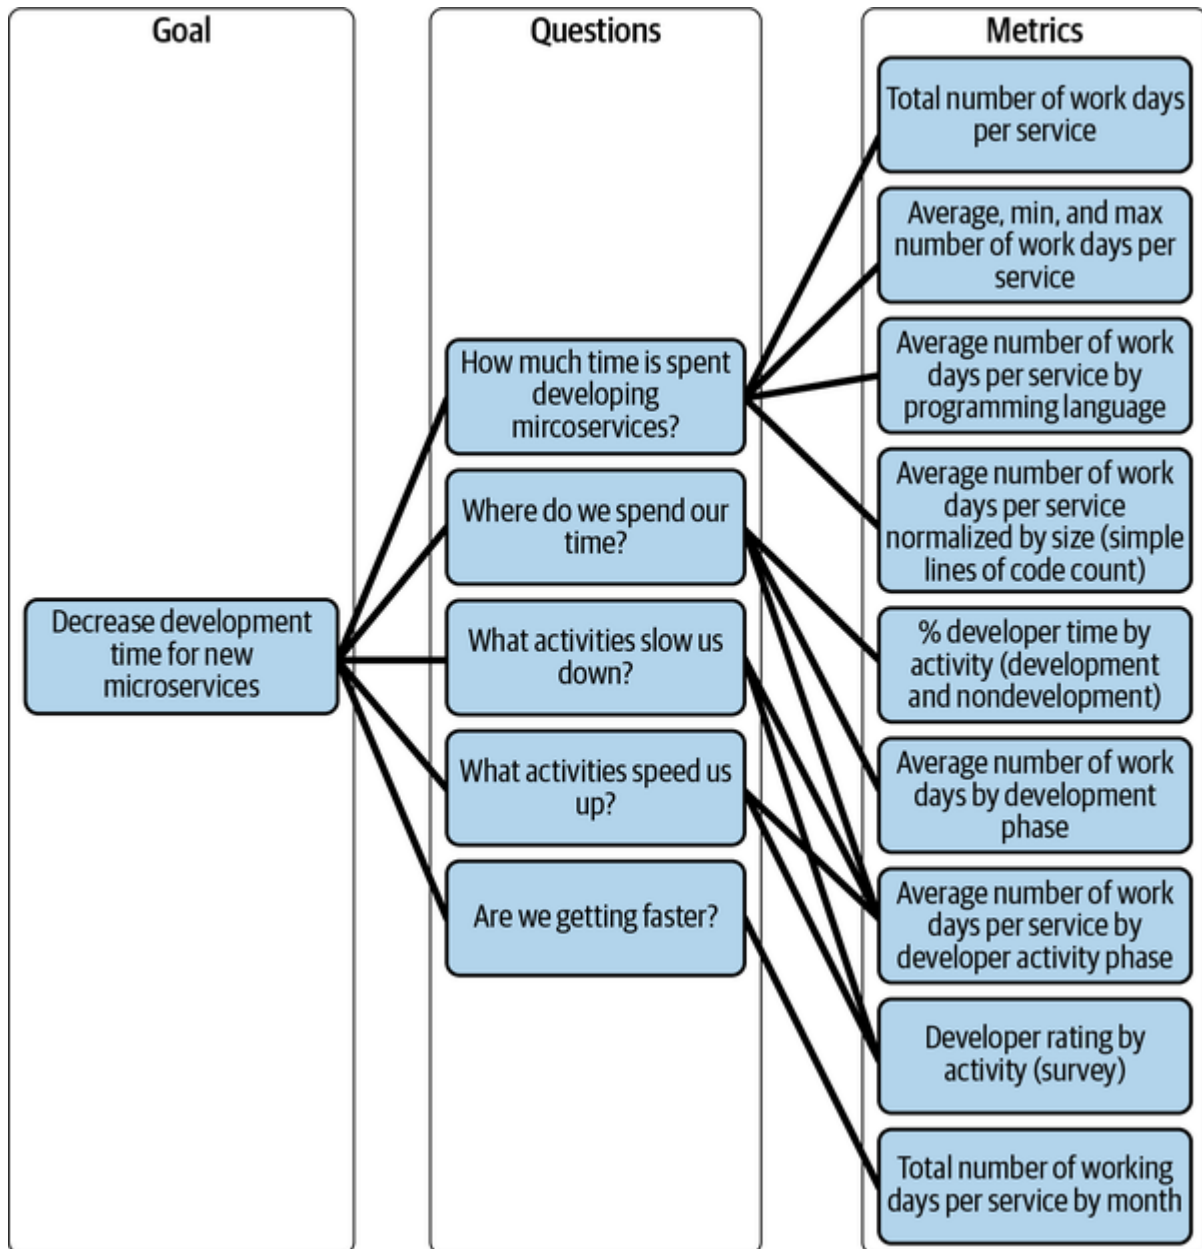 Goal
Decrease development
time for new
microservices
Questions
How much time is spent
developing
mircoservices?
Where do we spend our
time?
What activities slow us
down?
What activities speed us
up?
Are we getting faster?
Metrics
Total number of work days
per service
Average, min, and max
number of work days per
service
Average number of work
days per service by
programming language
Average number of work
days per service
normalized by size (simple
lines of code count)
% developer time by
activity (development
and nondevelopment)
Average number of work
days by development
phase
Average number of work
days per service by
developer activity phase
Developer rating by
activity (survey)
Total number of working
days per service by month